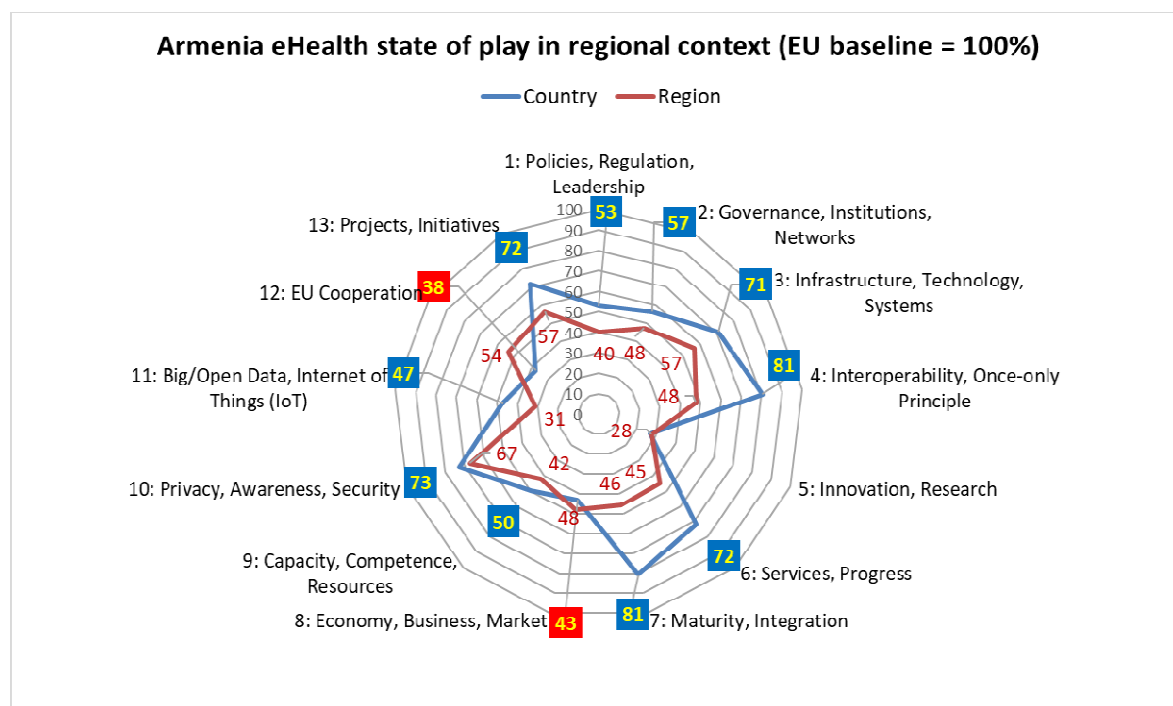 Armenia eHealth state of play in regional context (EU baseline = 100%)
Country Region
1: Policies, Regulation,
Leadership
53
2: Governance, Institutions,
Networks
57
3: Infrastructure, Technology,
Systems
71
4: Interoperability, Once-only
Principle
81
5: Innovation, Research
6: Services, Progress
72
7: Maturity, Integration
81
8: Economy, Business, Market
43
9: Capacity, Competence,
Resources
50
10: Privacy, Awareness, Security
73
11: Big/Open Data, Internet of
Things (IoT)
47
12: EU Cooperation
38
13: Projects, Initiatives
72
100
90
80
70
60
50
40
30
20
10
0
40
48
57
48
28
45
46
48
42
67
31
54
57